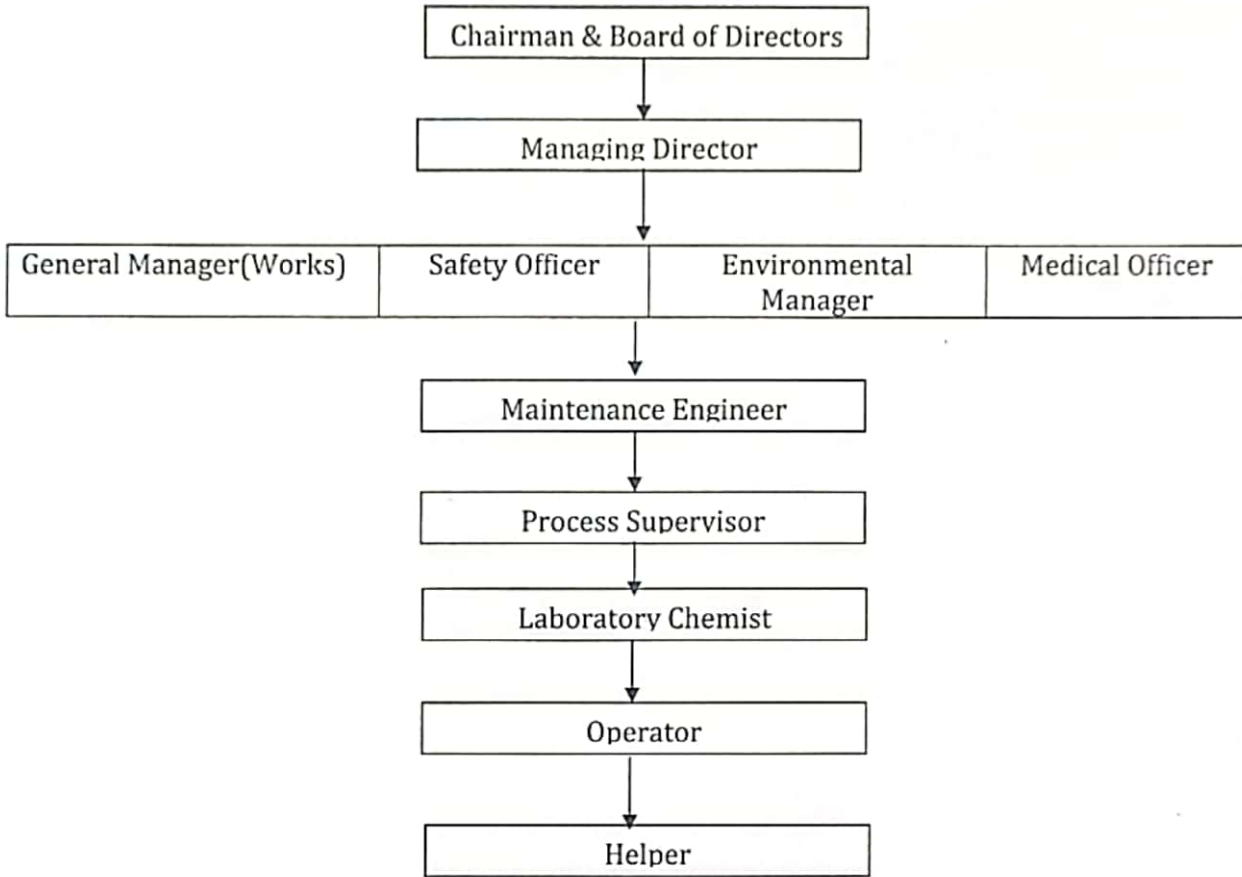 Chairman & Board of Directors
Managing Director
General Manager(Works)
Safety Officer
Environmental
Manager
Medical Officer
Maintenance Engineer
Process Supervisor
Laboratory Chemist
Operator
Helper